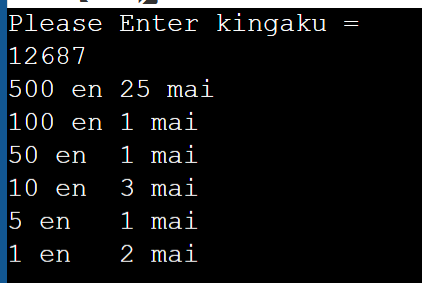 Please Enter kingaku =
12687
500 en 25 mai
100 en 1 mai
50 en  1 mai
10 en  3 mai
5 en   1 mai
1 en   2 mai